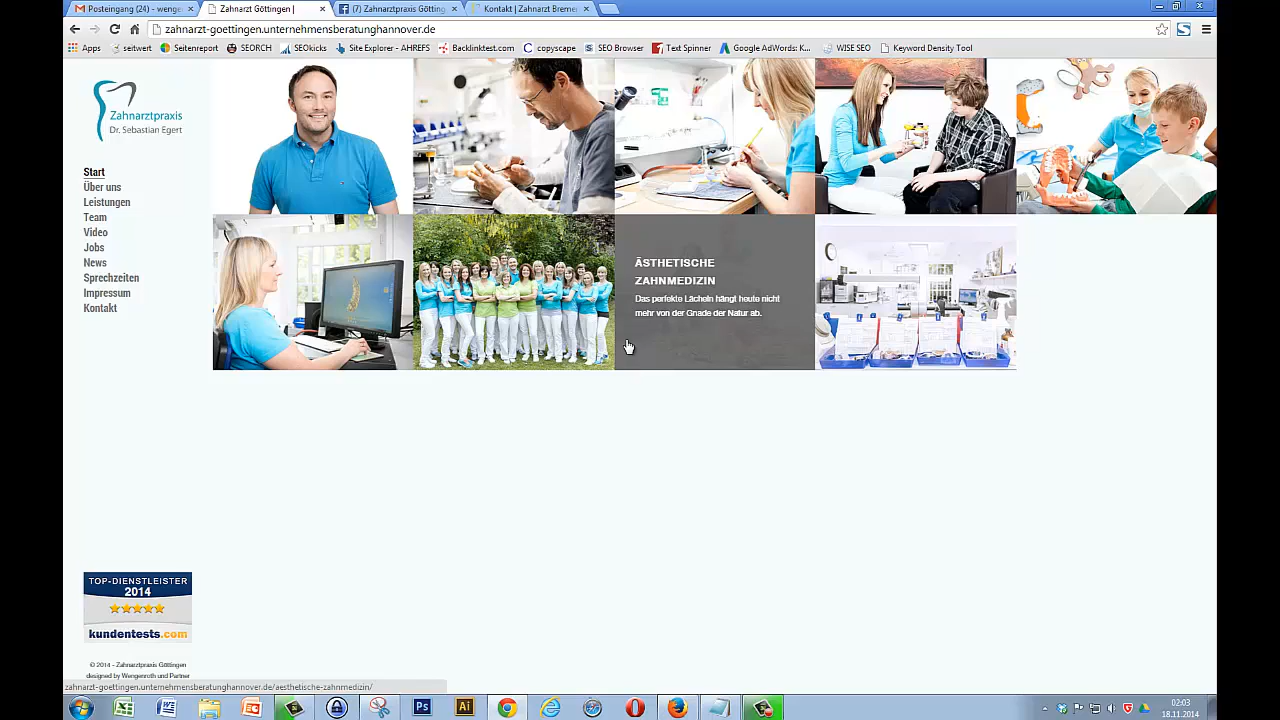 Posteingang (24) - wenge
Zahnarzt Göttingen |
(7) Zahnarztpraxis Götting
Kontakt | Zahnarzt Breme
zahnarzt-goettingen.unternehmensberatunghannover.de
Apps
seitwert
Seitenreport
SEORCH
SEOkicks
Site Explorer - AHREFS
Backlinktest.com
copyscape
SEO Browser
Text Spinner
Google AdWords: K...
WISE SEO
Keyword Density Tool
Zahnarztpraxis
Dr. Sebastian Egert
Start
Über uns
Leistungen
Team
Video
Jobs
News
Sprechzeiten
Impressum
Kontakt
ÄSTHETISCHE
ZAHNMEDIZIN
Das perfekte Lächeln hängt heute nicht
mehr von der Gnade der Natur ab.
TOP-DIENSTLEISTER
2014
kundentests.com
© 2014 - Zahnarztpraxis Göttingen
designed by Wengenroth und Partner
zahnarzt-goettingen.unternehmensberatunghannover.de/aesthetische-zahnmedizin/
Ps
Ai
02:03
18.11.2014